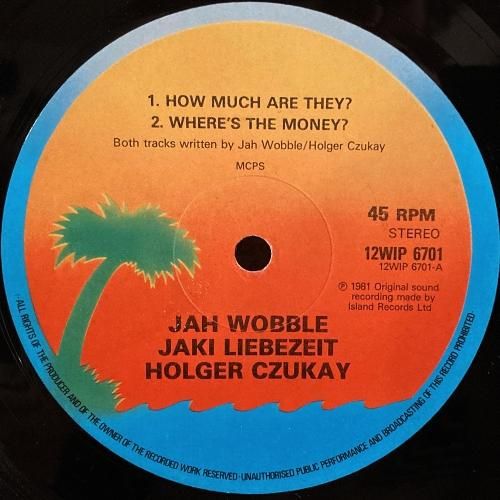 1. HOW MUCH ARE THEY?
2. WHERE'S THE MONEY?
Both tracks written by Jah Wobble/Holger Czukay
MCPS
45 RPM
STEREO
12WIP 6701
12WIP 6701-A
℗ 1981 Original sound
recording made by
Island Records Ltd
JAH WOBBLE
JAKI LIEBEZEIT
HOLGER CZUKAY
·ALL RIGHTS OF THE PRODUCER AND OF THE OWNER OF THE RECORDED WORK RESERVED·UNAUTHORISED PUBLIC PERFORMANCE AND BROADCASTING OF THIS RECORD PROHIBITED